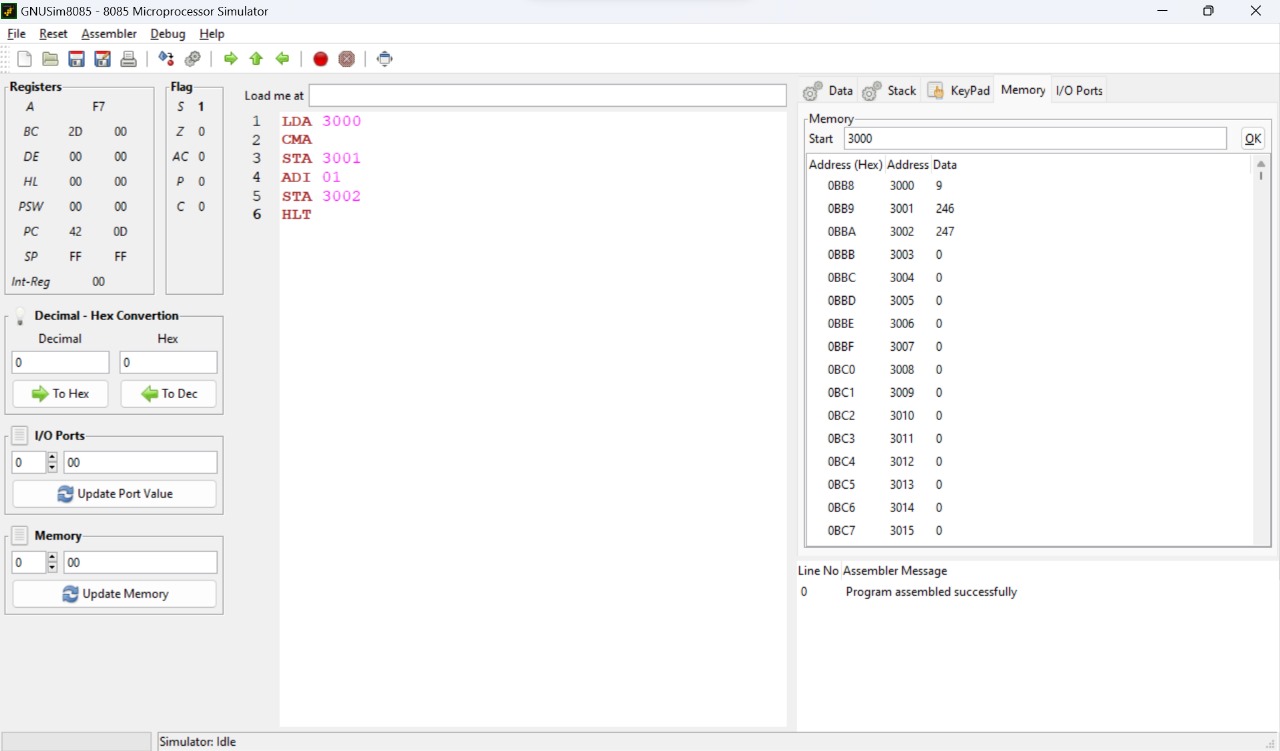 GNUSim8085 - 8085 Microprocessor Simulator
File Reset Assembler Debug Help
Registers
A F7
BC 2D 00
DE 00 00
HL 00 00
PSW 00 00
PC 42 0D
SP FF FF
Int-Reg 00
Flag
S 1
Z 0
AC 0
P 0
C 0
Decimal - Hex Convertion
Decimal Hex
0 0
To Hex To Dec
I/O Ports
0 00
Update Port Value
Memory
0 00
Update Memory
Load me at
1 LDA 3000
2 CMA
3 STA 3001
4 ADI 01
5 STA 3002
6 HLT
Data Stack KeyPad Memory I/O Ports
Memory
Start 3000 OK
Address (Hex) Address Data
0BB8 3000 9
0BB9 3001 246
0BBA 3002 247
0BBB 3003 0
0BBC 3004 0
0BBD 3005 0
0BBE 3006 0
0BBF 3007 0
0BC0 3008 0
0BC1 3009 0
0BC2 3010 0
0BC3 3011 0
0BC4 3012 0
0BC5 3013 0
0BC6 3014 0
0BC7 3015 0
Line No Assembler Message
0 Program assembled successfully
Simulator: Idle